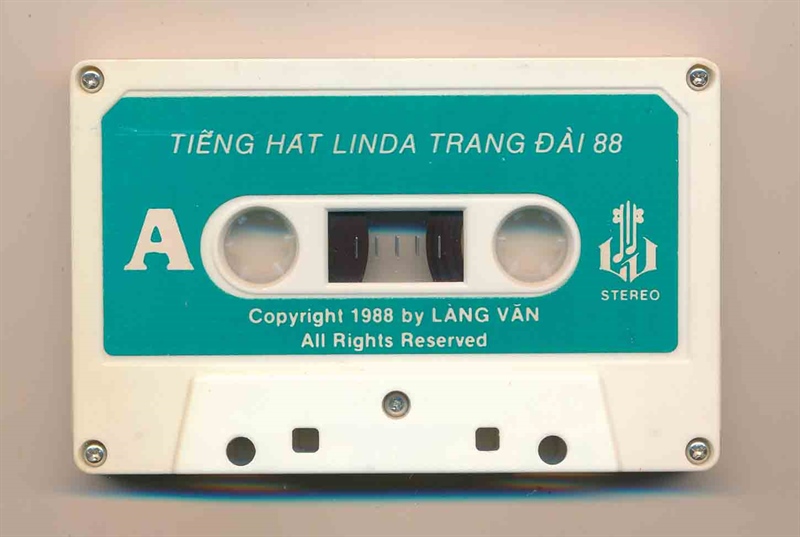 TIẾNG HÁT LINDA TRANG ĐÀI 88
A
STEREO
Copyright 1988 by LÀNG VĂN
All Rights Reserved